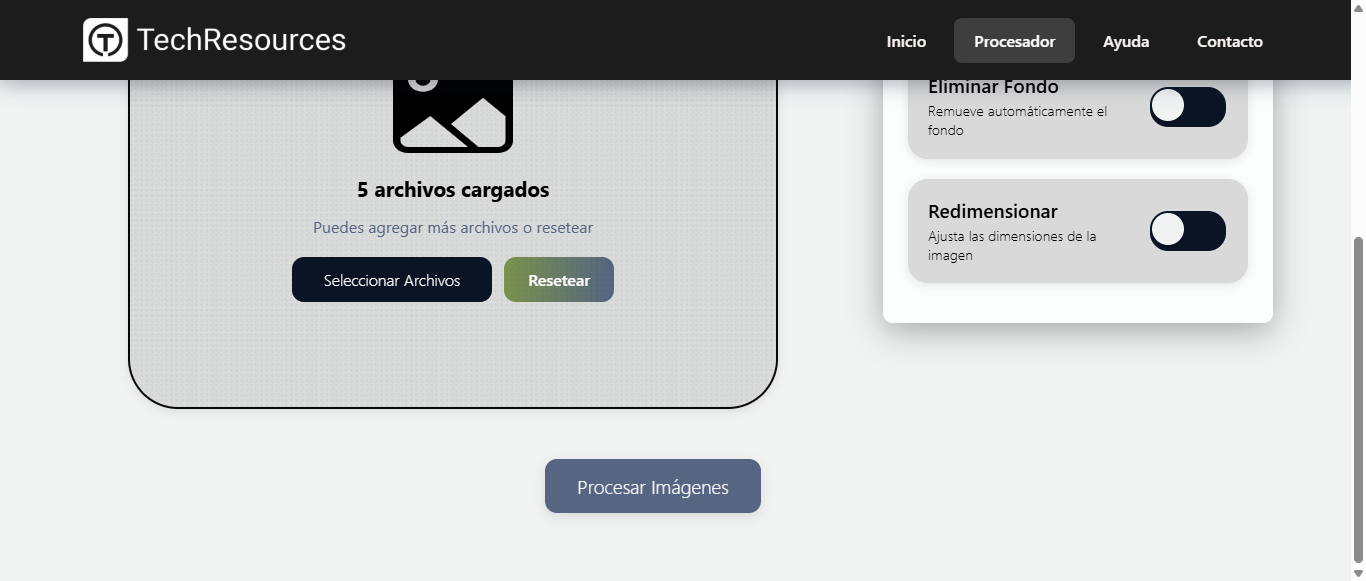 TechResources
Inicio
Procesador
Ayuda
Contacto
5 archivos cargados
Puedes agregar más archivos o resetear
Seleccionar Archivos
Resetear
Eliminar Fondo
Remueve automáticamente el
fondo
Redimensionar
Ajusta las dimensiones de la
imagen
Procesar Imágenes